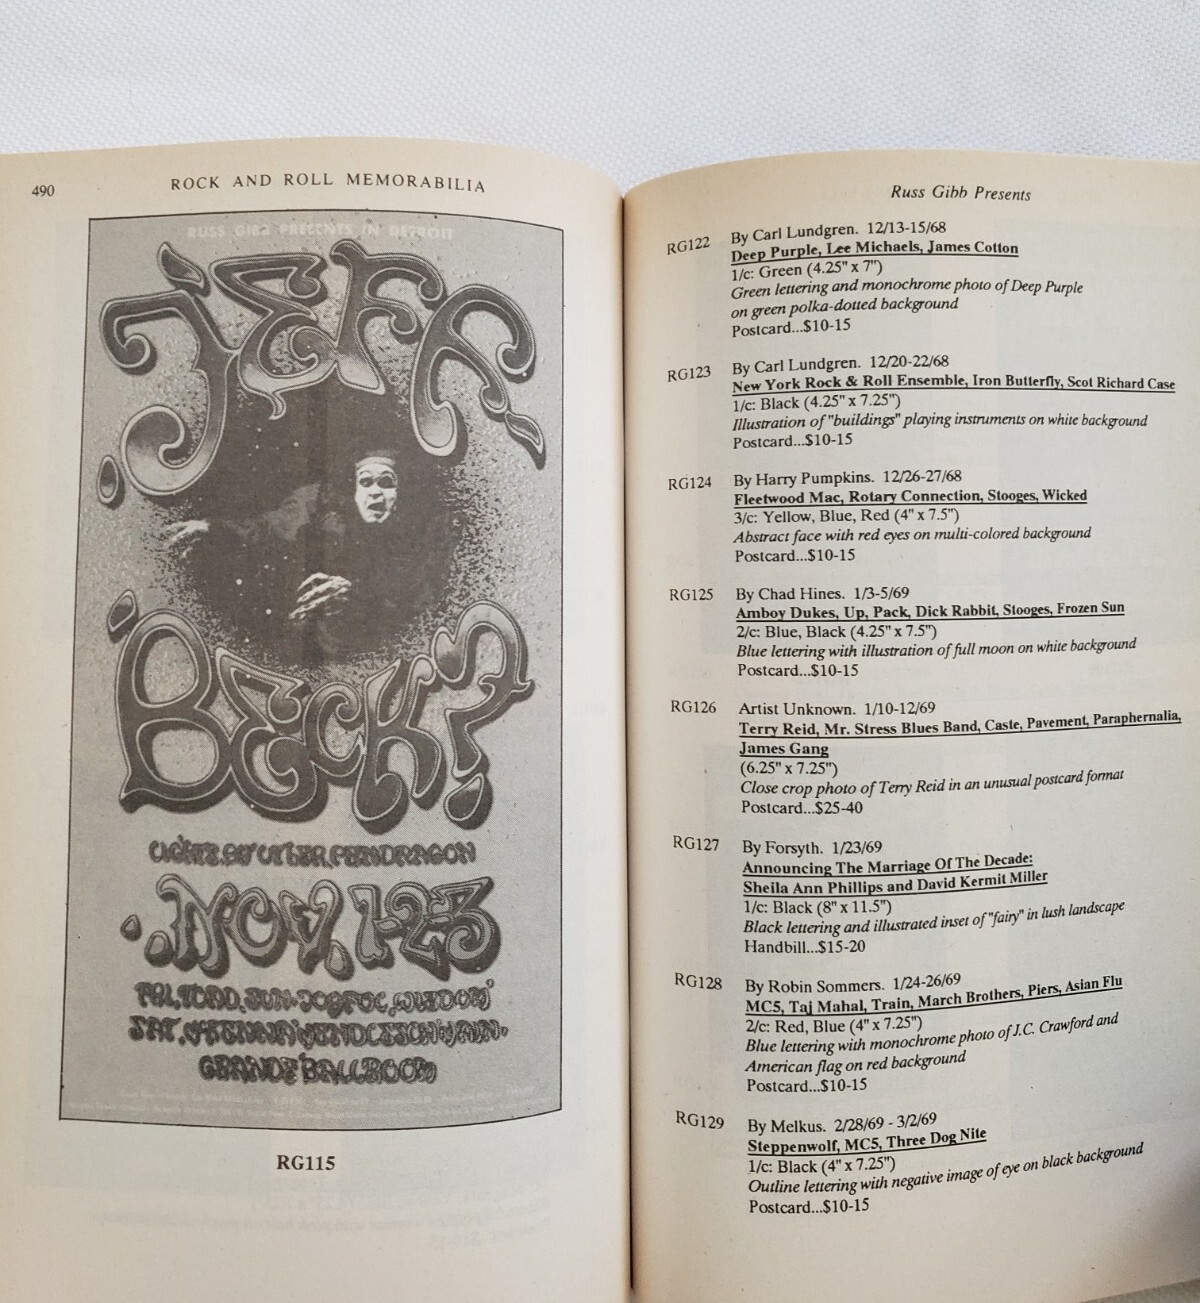 490
ROCK AND ROLL MEMORABILIA
RUSS GIBB PRESENTS IN DETROIT
JEFF
BECK?
NOV. 1-2-3
GRANDE BALLROOM
RG115
Russ Gibb Presents
RG122 By Carl Lundgren. 12/13-15/68
Deep Purple, Lee Michaels, James Cotton
1/c: Green (4.25" x 7")
Green lettering and monochrome photo of Deep Purple
on green polka-dotted background
Postcard...$10-15
RG123 By Carl Lundgren. 12/20-22/68
New York Rock & Roll Ensemble, Iron Butterfly, Scot Richard Case
1/c: Black (4.25" x 7.25")
Illustration of "buildings" playing instruments on white background
Postcard...$10-15
RG124 By Harry Pumpkins. 12/26-27/68
Fleetwood Mac, Rotary Connection, Stooges, Wicked
3/c: Yellow, Blue, Red (4" x 7.5")
Abstract face with red eyes on multi-colored background
Postcard...$10-15
RG125 By Chad Hines. 1/3-5/69
Amboy Dukes, Up, Pack, Dick Rabbit, Stooges, Frozen Sun
2/c: Blue, Black (4.25" x 7.5")
Blue lettering with illustration of full moon on white background
Postcard...$10-15
RG126 Artist Unknown. 1/10-12/69
Terry Reid, Mr. Stress Blues Band, Caste, Pavement, Paraphernalia,
James Gang
(6.25" x 7.25")
Close crop photo of Terry Reid in an unusual postcard format
Postcard...$25-40
RG127 By Forsyth. 1/23/69
Announcing The Marriage Of The Decade:
Sheila Ann Phillips and David Kermit Miller
1/c: Black (8" x 11.5")
Black lettering and illustrated inset of "fairy" in lush landscape
Handbill...$15-20
RG128 By Robin Sommers. 1/24-26/69
MC5, Taj Mahal, Train, March Brothers, Piers, Asian Flu
2/c: Red, Blue (4" x 7.25")
Blue lettering with monochrome photo of J.C. Crawford and
American flag on red background
Postcard...$10-15
RG129 By Melkus. 2/28/69 - 3/2/69
Steppenwolf, MC5, Three Dog Nite
1/c: Black (4" x 7.25")
Outline lettering with negative image of eye on black background
Postcard...$10-15